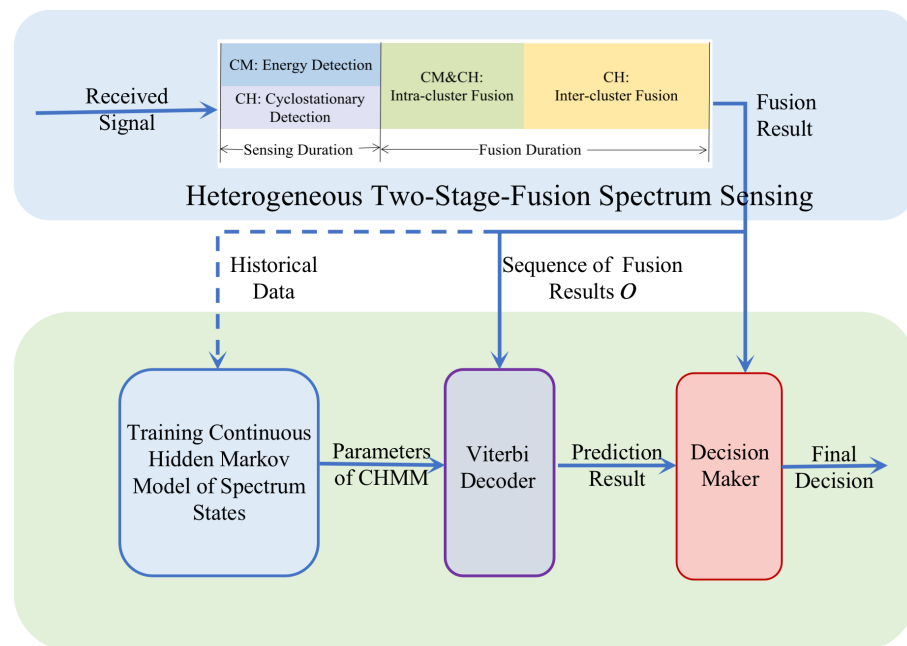 Received
Signal
CM: Energy Detection
CH: Cyclostationary
Detection
CM&CH:
Intra-cluster Fusion
CH:
Inter-cluster Fusion
Sensing Duration
Fusion Duration
Fusion
Result
Heterogeneous Two-Stage-Fusion Spectrum Sensing
Historical
Data
Sequence of Fusion
Results O
Training Continuous
Hidden Markov
Model of Spectrum
States
Parameters
of CHMM
Viterbi
Decoder
Prediction
Result
Decision
Maker
Final
Decision